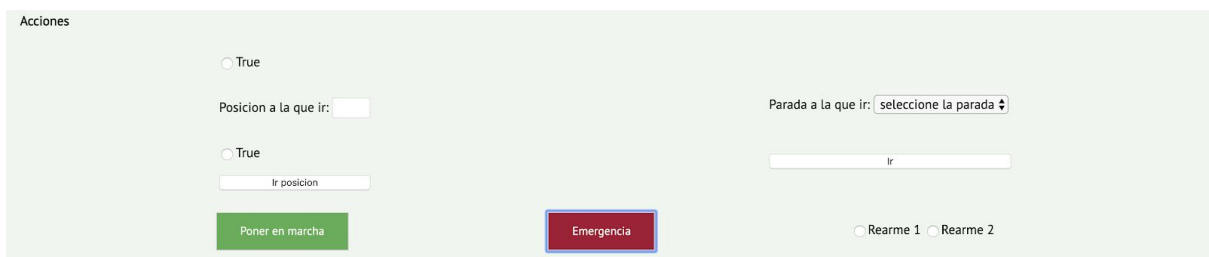 Acciones
True
Posicion a la que ir:
Parada a la que ir: seleccione la parada
True
Ir
Ir posicion
Poner en marcha
Emergencia
Rearme 1 Rearme 2